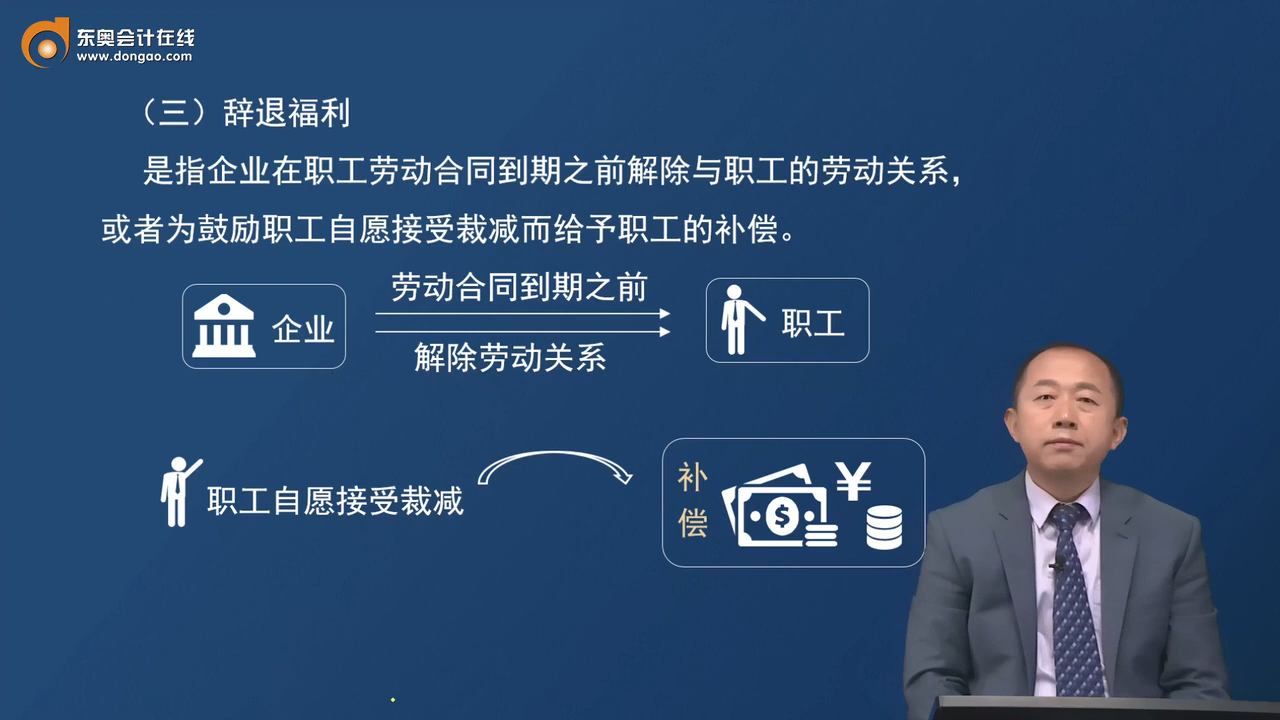 东奥会计在线
www.dongao.com
（三）辞退福利
是指企业在职工劳动合同到期之前解除与职工的劳动关系，
或者为鼓励职工自愿接受裁减而给予职工的补偿。
劳动合同到期之前
企业
职工
解除劳动关系
职工自愿接受裁减
补
偿
$
¥